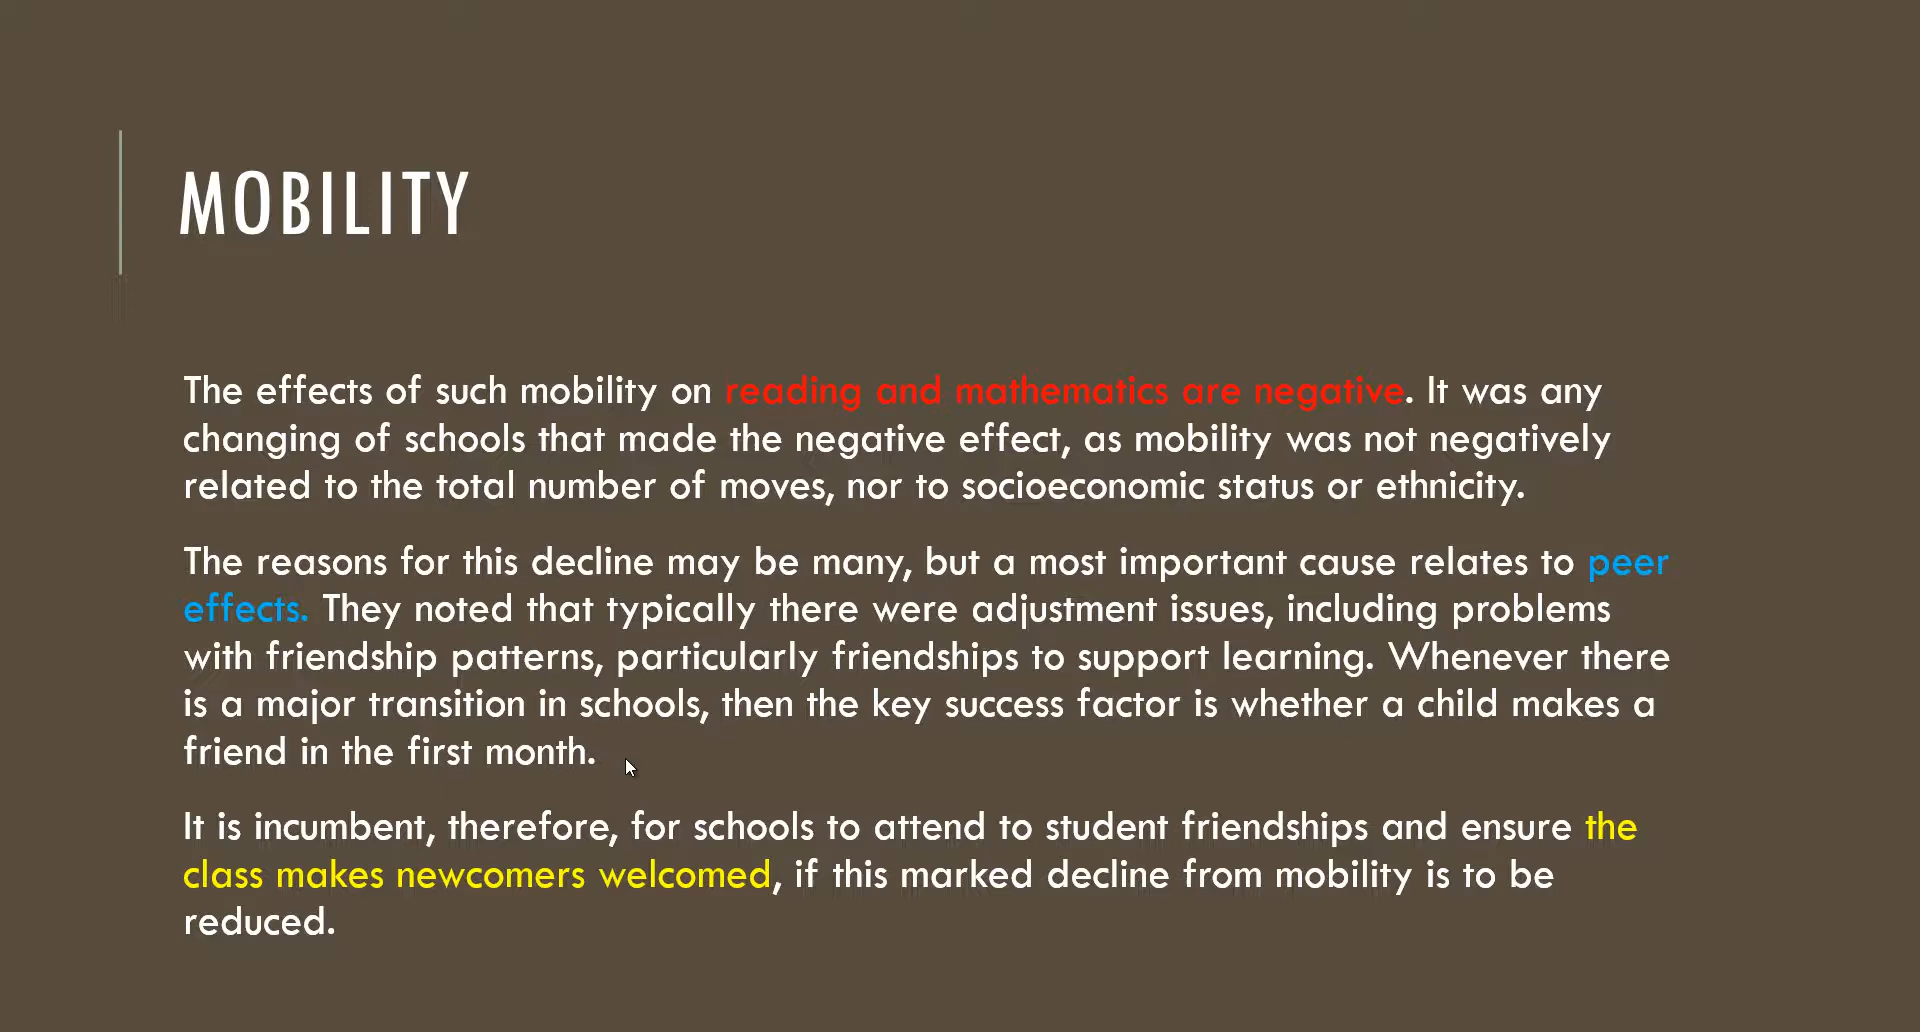 MOBILITY
The effects of such mobility on reading and mathematics are negative. It was any
changing of schools that made the negative effect, as mobility was not negatively
related to the total number of moves, nor to socioeconomic status or ethnicity.
The reasons for this decline may be many, but a most important cause relates to peer
effects. They noted that typically there were adjustment issues, including problems
with friendship patterns, particularly friendships to support learning. Whenever there
is a major transition in schools, then the key success factor is whether a child makes a
friend in the first month.
It is incumbent, therefore, for schools to attend to student friendships and ensure the
class makes newcomers welcomed, if this marked decline from mobility is to be
reduced.